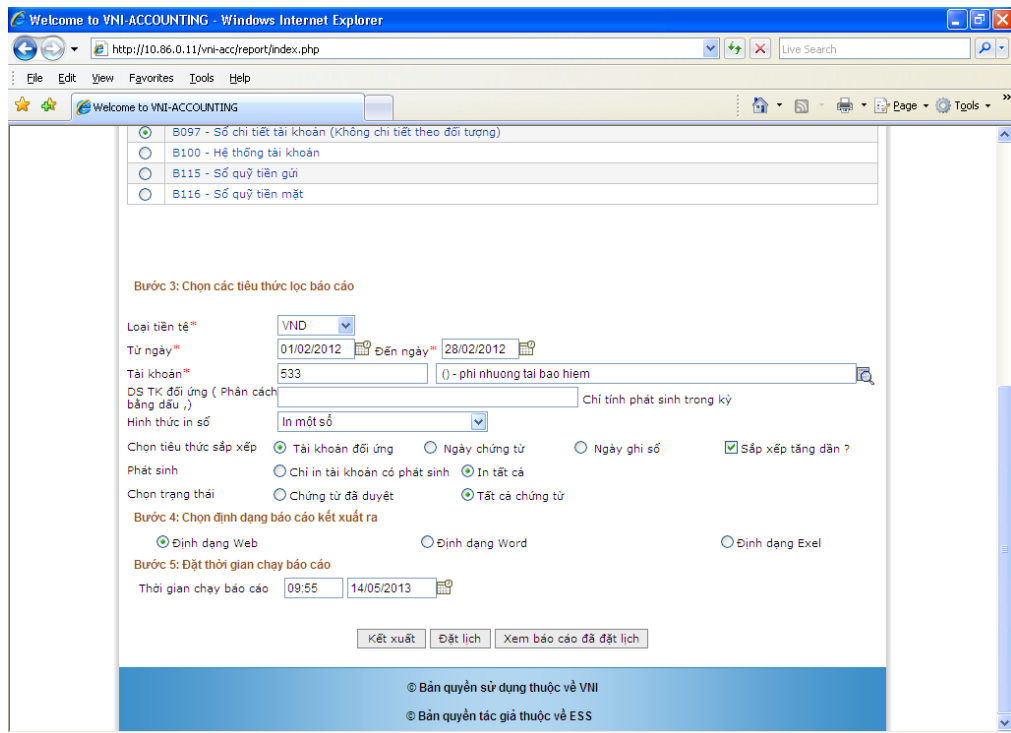 Welcome to VNI-ACCOUNTING - Windows Internet Explorer
http://10.86.0.11/vni-acc/report/index.php
Live Search
File Edit View Favorites Tools Help
Welcome to VNI-ACCOUNTING
Page Tools
B097 - Sổ chi tiết tài khoản (Không chi tiết theo đối tượng)
B100 - Hệ thống tài khoản
B115 - Sổ quỹ tiền gửi
B116 - Sổ quỹ tiền mặt
Bước 3: Chọn các tiêu thức lọc báo cáo
Loại tiền tệ* VND
Từ ngày* 01/02/2012 Đến ngày* 28/02/2012
Tài khoản* 533 () - phi nhuong tai bao hiem
DS TK đối ứng ( Phân cách bằng dấu ,) Chỉ tính phát sinh trong kỳ
Hình thức in sổ In một sổ
Chọn tiêu thức sắp xếp Tài khoản đối ứng Ngày chứng từ Ngày ghi sổ Sắp xếp tăng dần ?
Phát sinh Chỉ in tài khoản có phát sinh In tất cả
Chọn trạng thái Chứng từ đã duyệt Tất cả chứng từ
Bước 4: Chọn định dạng báo cáo kết xuất ra
Định dạng Web Định dạng Word Định dạng Exel
Bước 5: Đặt thời gian chạy báo cáo
Thời gian chạy báo cáo 09:55 14/05/2013
Kết xuất Đặt lịch Xem báo cáo đã đặt lịch
© Bản quyền sử dụng thuộc về VNI
© Bản quyền tác giả thuộc về ESS